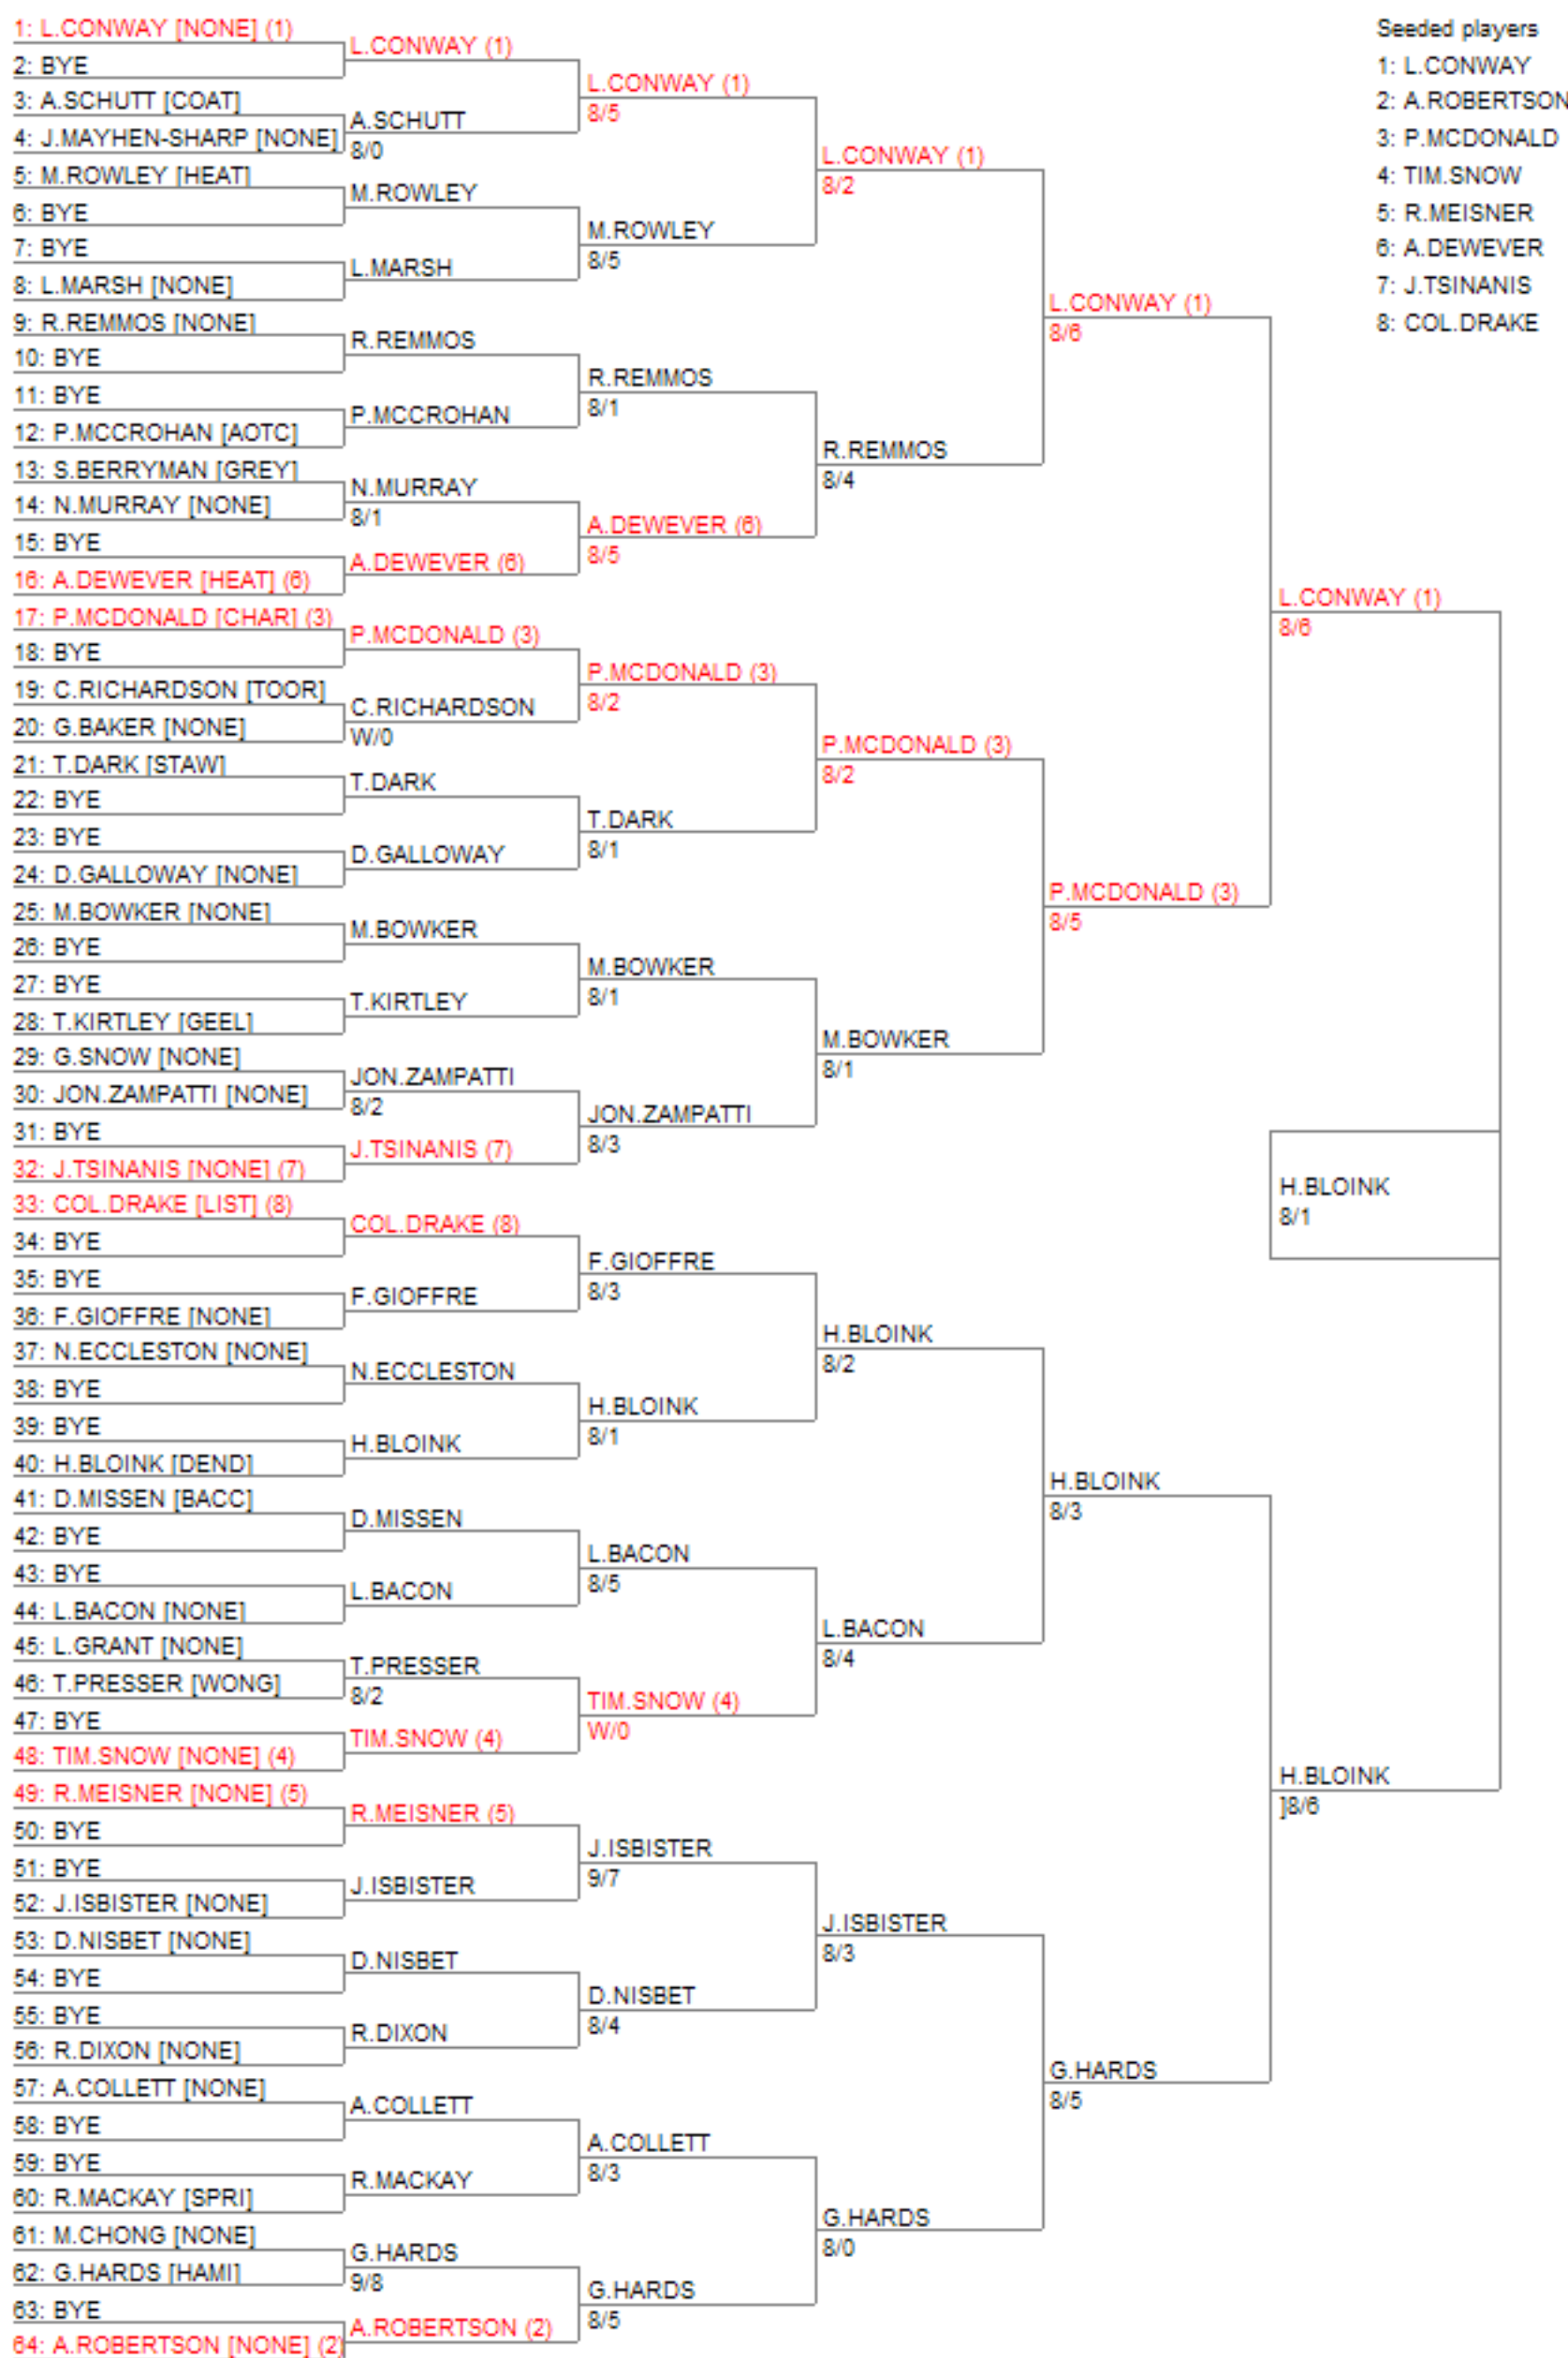 1: L.CONWAY [NONE] (1)
2: BYE
3: A.SCHUTT [COAT]
4: J.MAYHEN-SHARP [NONE]
5: M.ROWLEY [HEAT]
6: BYE
7: BYE
8: L.MARSH [NONE]
9: R.REMMOS [NONE]
10: BYE
11: BYE
12: P.MCCROHAN [AOTC]
13: S.BERRYMAN [GREY]
14: N.MURRAY [NONE]
15: BYE
16: A.DEWEVER [HEAT] (6)
17: P.MCDONALD [CHAR] (3)
18: BYE
19: C.RICHARDSON [TOOR]
20: G.BAKER [NONE]
21: T.DARK [STAW]
22: BYE
23: BYE
24: D.GALLOWAY [NONE]
25: M.BOWKER [NONE]
26: BYE
27: BYE
28: T.KIRTLEY [GEEL]
29: G.SNOW [NONE]
30: JON.ZAMPATTI [NONE]
31: BYE
32: J.TSINANIS [NONE] (7)
33: COL.DRAKE [LIST] (8)
34: BYE
35: BYE
36: F.GIOFFRE [NONE]
37: N.ECCLESTON [NONE]
38: BYE
39: BYE
40: H.BLOINK [DEND]
41: D.MISSEN [BACC]
42: BYE
43: BYE
44: L.BACON [NONE]
45: L.GRANT [NONE]
46: T.PRESSER [WONG]
47: BYE
48: TIM.SNOW [NONE] (4)
49: R.MEISNER [NONE] (5)
50: BYE
51: BYE
52: J.ISBISTER [NONE]
53: D.NISBET [NONE]
54: BYE
55: BYE
56: R.DIXON [NONE]
57: A.COLLETT [NONE]
58: BYE
59: BYE
60: R.MACKAY [SPRI]
61: M.CHONG [NONE]
62: G.HARDS [HAMI]
63: BYE
64: A.ROBERTSON [NONE] (2)
L.CONWAY (1)
A.SCHUTT
8/0
M.ROWLEY
L.MARSH
R.REMMOS
P.MCCROHAN
N.MURRAY
8/1
A.DEWEVER (6)
P.MCDONALD (3)
C.RICHARDSON
W/0
T.DARK
D.GALLOWAY
M.BOWKER
T.KIRTLEY
JON.ZAMPATTI
8/2
J.TSINANIS (7)
COL.DRAKE (8)
F.GIOFFRE
N.ECCLESTON
H.BLOINK
D.MISSEN
L.BACON
T.PRESSER
8/2
TIM.SNOW (4)
R.MEISNER (5)
J.ISBISTER
D.NISBET
R.DIXON
A.COLLETT
R.MACKAY
G.HARDS
9/8
A.ROBERTSON (2)
L.CONWAY (1)
8/5
M.ROWLEY
8/5
R.REMMOS
8/1
A.DEWEVER (6)
8/5
P.MCDONALD (3)
8/2
T.DARK
8/1
M.BOWKER
8/1
JON.ZAMPATTI
8/3
F.GIOFFRE
8/3
H.BLOINK
8/1
L.BACON
8/5
TIM.SNOW (4)
W/0
J.ISBISTER
9/7
D.NISBET
8/4
A.COLLETT
8/3
G.HARDS
8/5
L.CONWAY (1)
8/2
R.REMMOS
8/4
P.MCDONALD (3)
8/2
M.BOWKER
8/1
H.BLOINK
8/2
L.BACON
8/4
J.ISBISTER
8/3
G.HARDS
8/0
L.CONWAY (1)
8/6
P.MCDONALD (3)
8/5
H.BLOINK
8/3
G.HARDS
8/5
L.CONWAY (1)
8/6
H.BLOINK
8/1
H.BLOINK
]8/6
Seeded players
1: L.CONWAY
2: A.ROBERTSON
3: P.MCDONALD
4: TIM.SNOW
5: R.MEISNER
6: A.DEWEVER
7: J.TSINANIS
8: COL.DRAKE